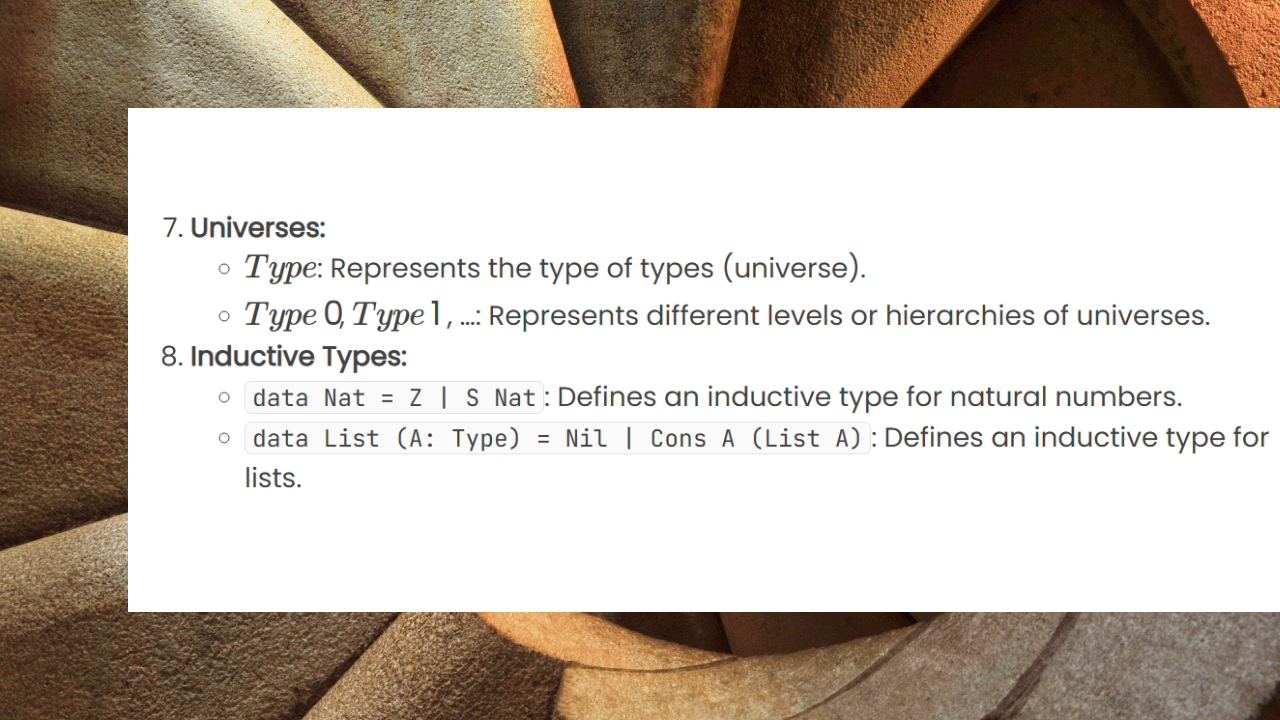 7. Universes:
○ Type: Represents the type of types (universe).
○ Type 0, Type 1 , ...: Represents different levels or hierarchies of universes.
8. Inductive Types:
○ data Nat = Z | S Nat : Defines an inductive type for natural numbers.
○ data List (A: Type) = Nil | Cons A (List A) : Defines an inductive type for
lists.